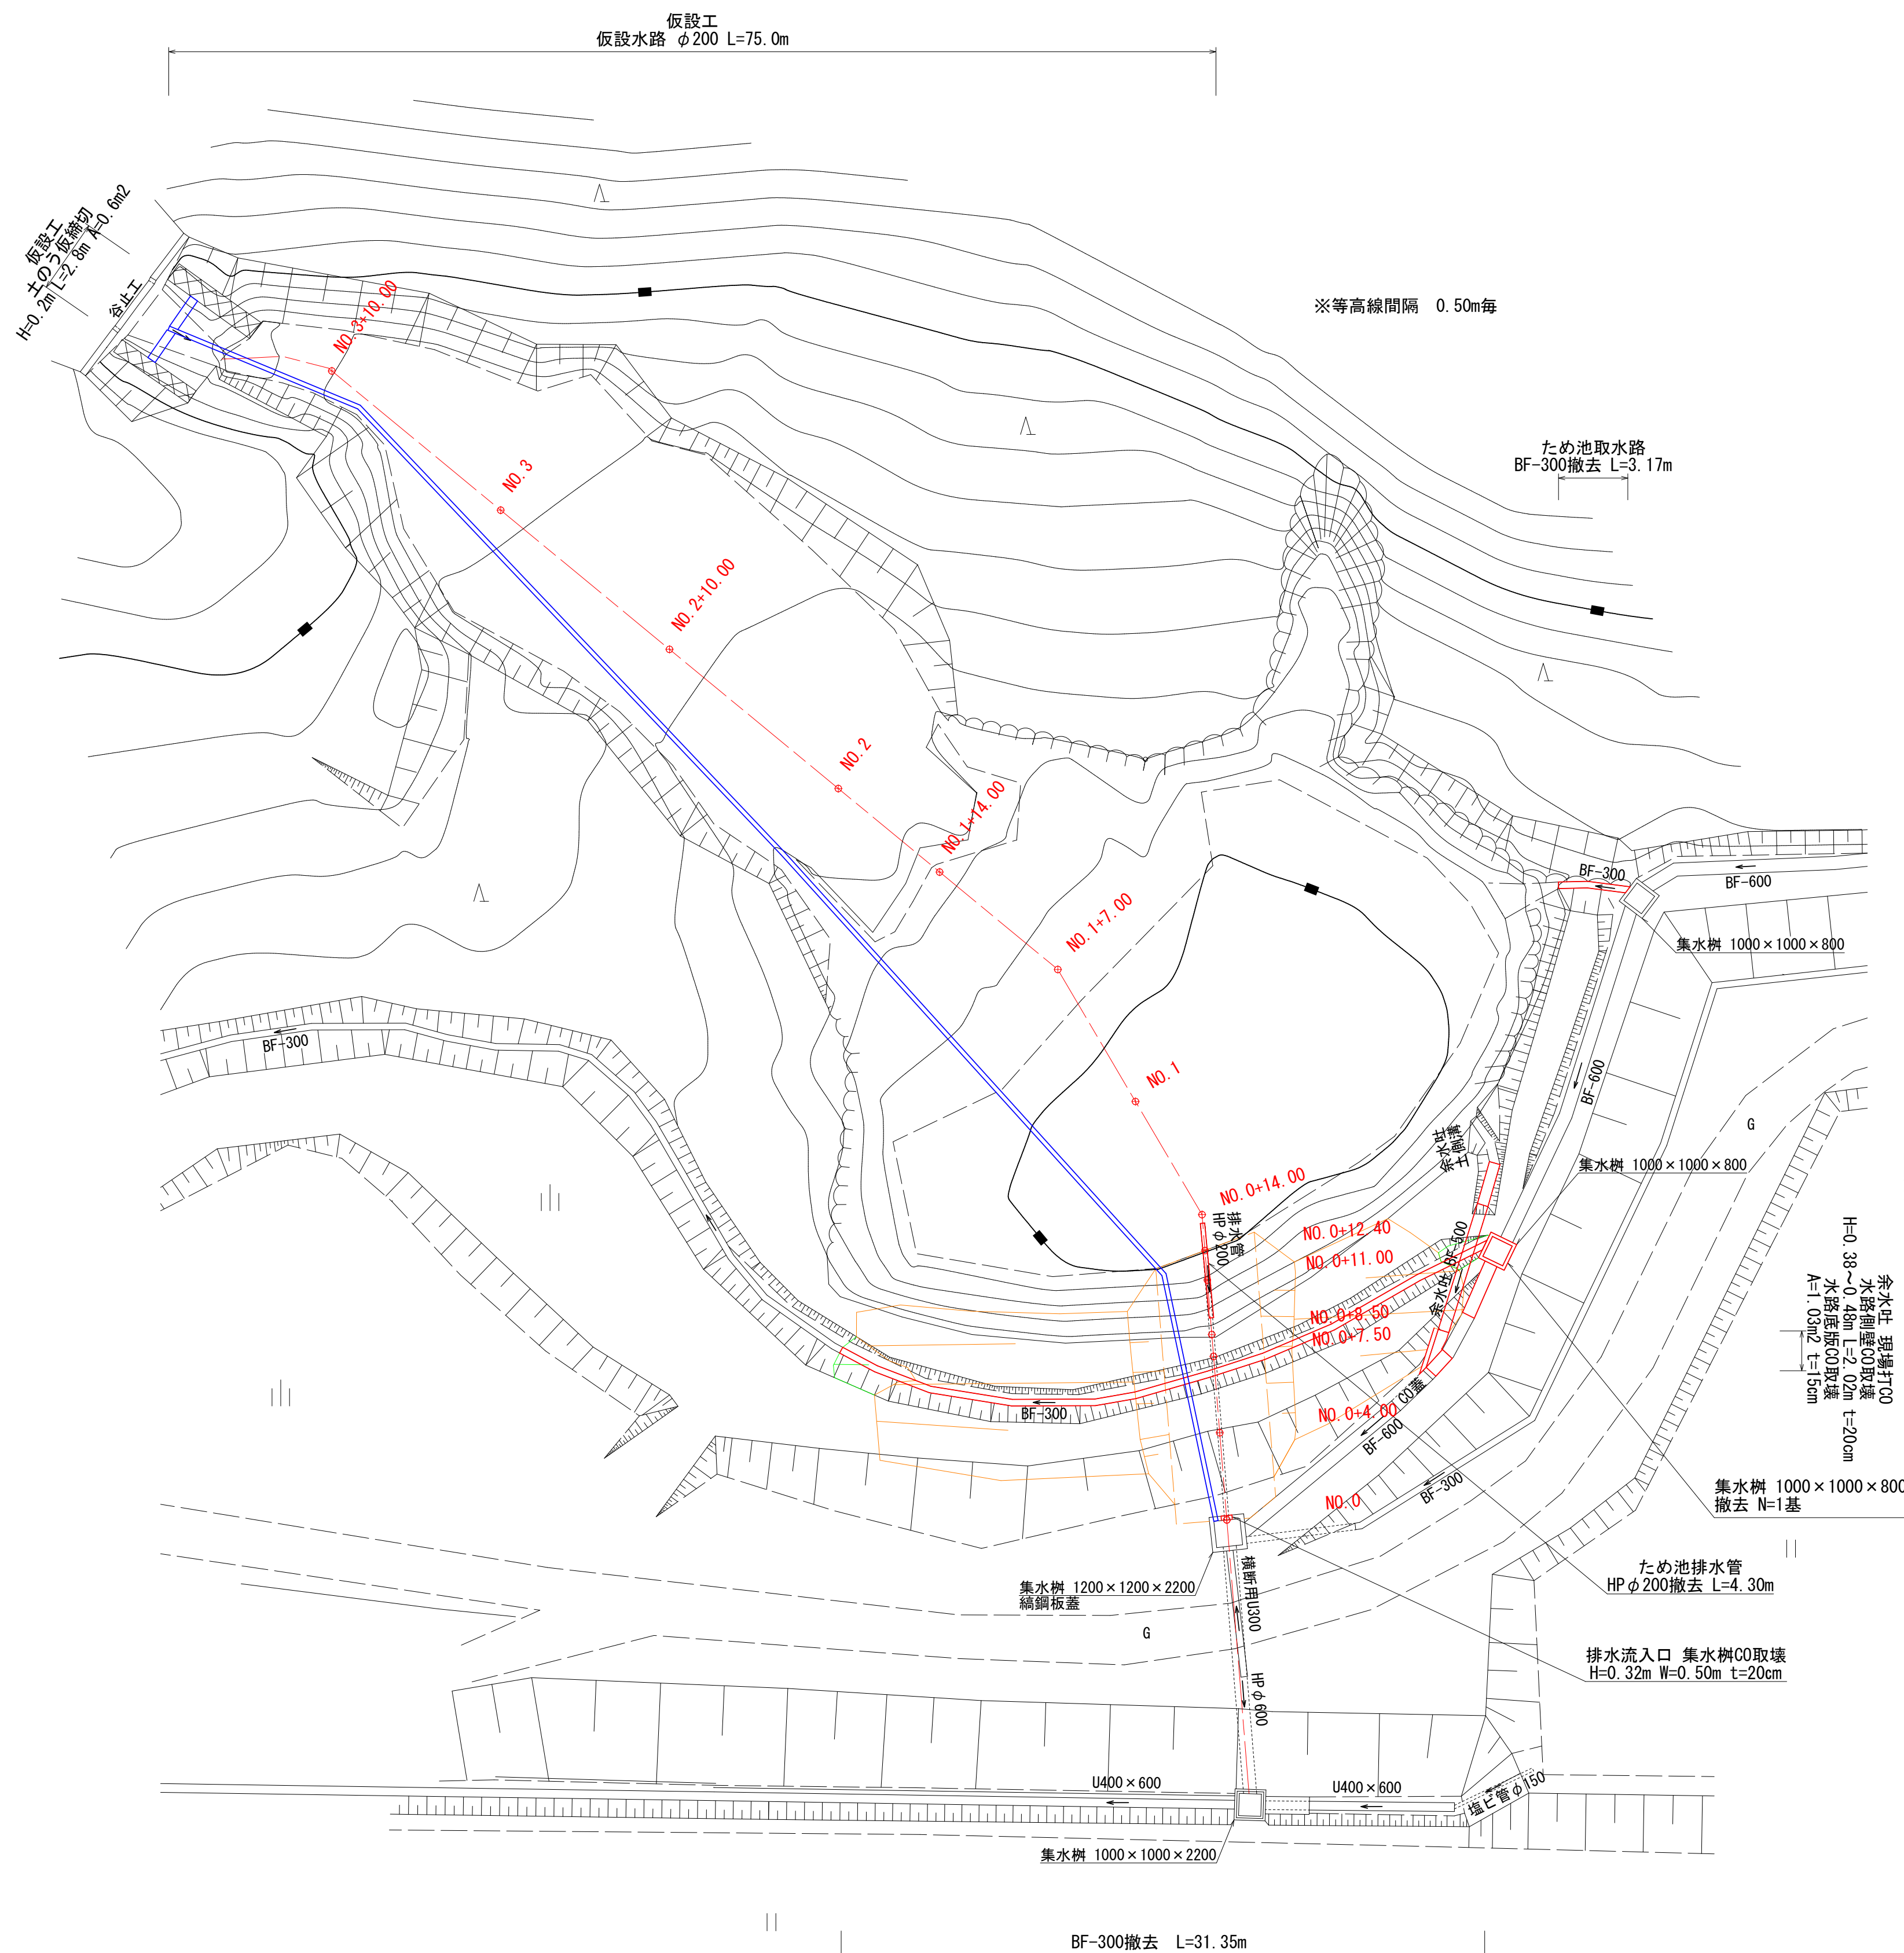 仮設工
仮設水路 φ200 L=75.0m
仮設工
土のう仮締切
H=0.2m L=2.8m A=0.6m2
谷止工
※等高線間隔 0.50m毎
NO.3+10.00
NO.3
NO.2+10.00
NO.2
NO.1+14.00
NO.1+7.00
NO.1
NO.0+14.00
NO.0+12.40
NO.0+11.00
NO.0+8.50
NO.0+7.50
NO.0+4.00
NO.0
ため池取水路
BF-300撤去 L=3.17m
BF-300
BF-600
集水桝 1000×1000×800
BF-600
集水桝 1000×1000×800
余水吐
土側溝
余水吐 BF-500
排水管
HPφ200
G
余水吐 現場打CO
水路側壁CO取壊
H=0.38～0.48m L=2.02m t=20cm
水路底版CO取壊
A=1.03m2 t=15cm
BF-300
BF-300
CO蓋
BF-600
BF-300
集水桝 1000×1000×800
撤去 N=1基
ため池排水管
HPφ200撤去 L=4.30m
排水流入口 集水桝CO取壊
H=0.32m W=0.50m t=20cm
集水桝 1200×1200×2200
縞鋼板蓋
横断用U300
G
HPφ600
U400×600
U400×600
塩ビ管φ150
集水桝 1000×1000×2200
BF-300撤去 L=31.35m